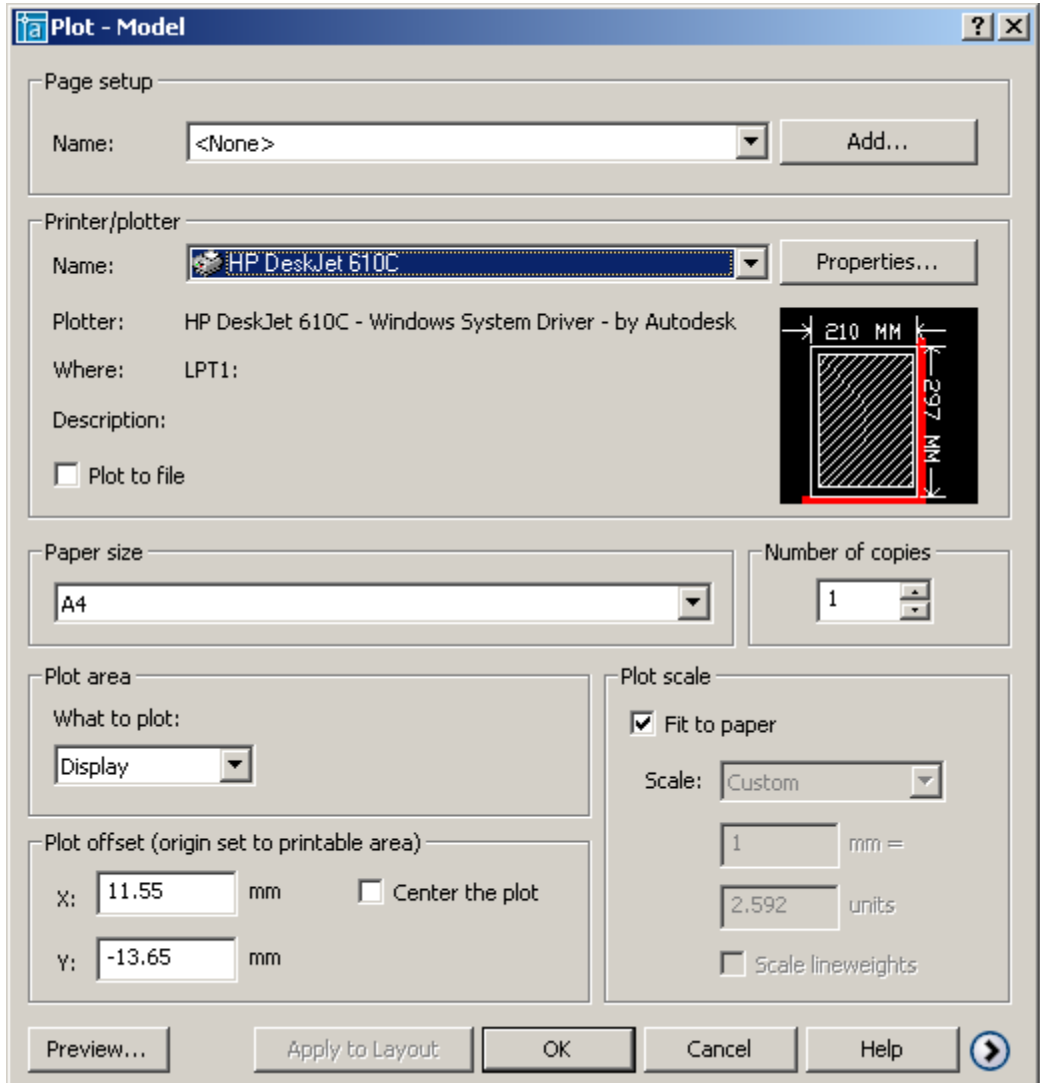 Plot - Model
Page setup
Name: <None> Add...
Printer/plotter
Name: HP DeskJet 610C Properties...
Plotter: HP DeskJet 610C - Windows System Driver - by Autodesk
Where: LPT1:
Description:
Plot to file
210 MM
297 MM
Paper size
A4
Number of copies
1
Plot area
What to plot:
Display
Plot scale
Fit to paper
Scale: Custom
1 mm =
2.592 units
Scale lineweights
Plot offset (origin set to printable area)
X: 11.55 mm Center the plot
Y: -13.65 mm
Preview... Apply to Layout OK Cancel Help